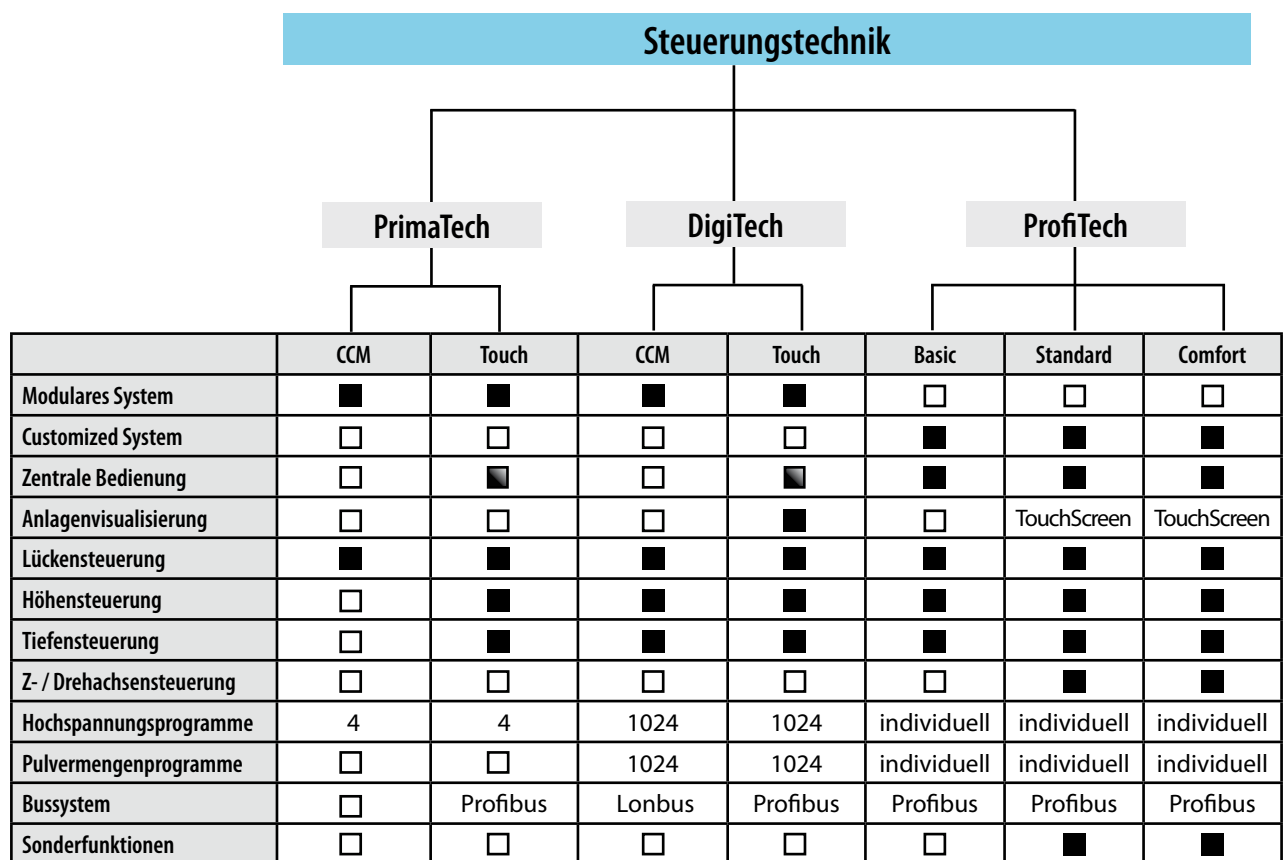 Steuerungstechnik
PrimaTech DigiTech ProfiTech
CCM Touch CCM Touch Basic Standard Comfort
Modulares System
Customized System
Zentrale Bedienung
Anlagenvisualisierung TouchScreen TouchScreen
Lückensteuerung
Höhensteuerung
Tiefensteuerung
Z- / Drehachsensteuerung
Hochspannungsprogramme 4 4 1024 1024 individuell individuell individuell
Pulvermengenprogramme 1024 1024 individuell individuell individuell
Bussystem Profibus Lonbus Profibus Profibus Profibus Profibus
Sonderfunktionen